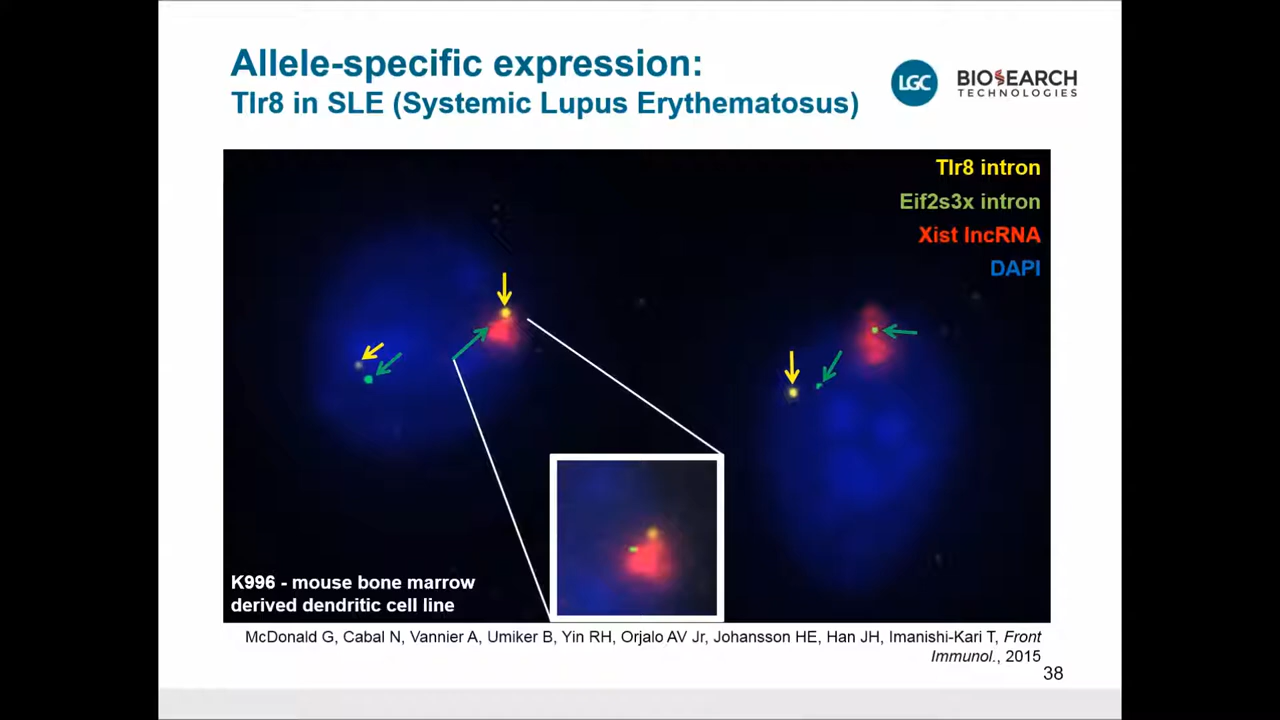 Allele-specific expression:
Tlr8 in SLE (Systemic Lupus Erythematosus)
LGC
BIOSEARCH
TECHNOLOGIES
Tlr8 intron
Eif2s3x intron
Xist lncRNA
DAPI
K996 - mouse bone marrow
derived dendritic cell line
McDonald G, Cabal N, Vannier A, Umiker B, Yin RH, Orjalo AV Jr, Johansson HE, Han JH, Imanishi-Kari T, Front
Immunol., 2015
38